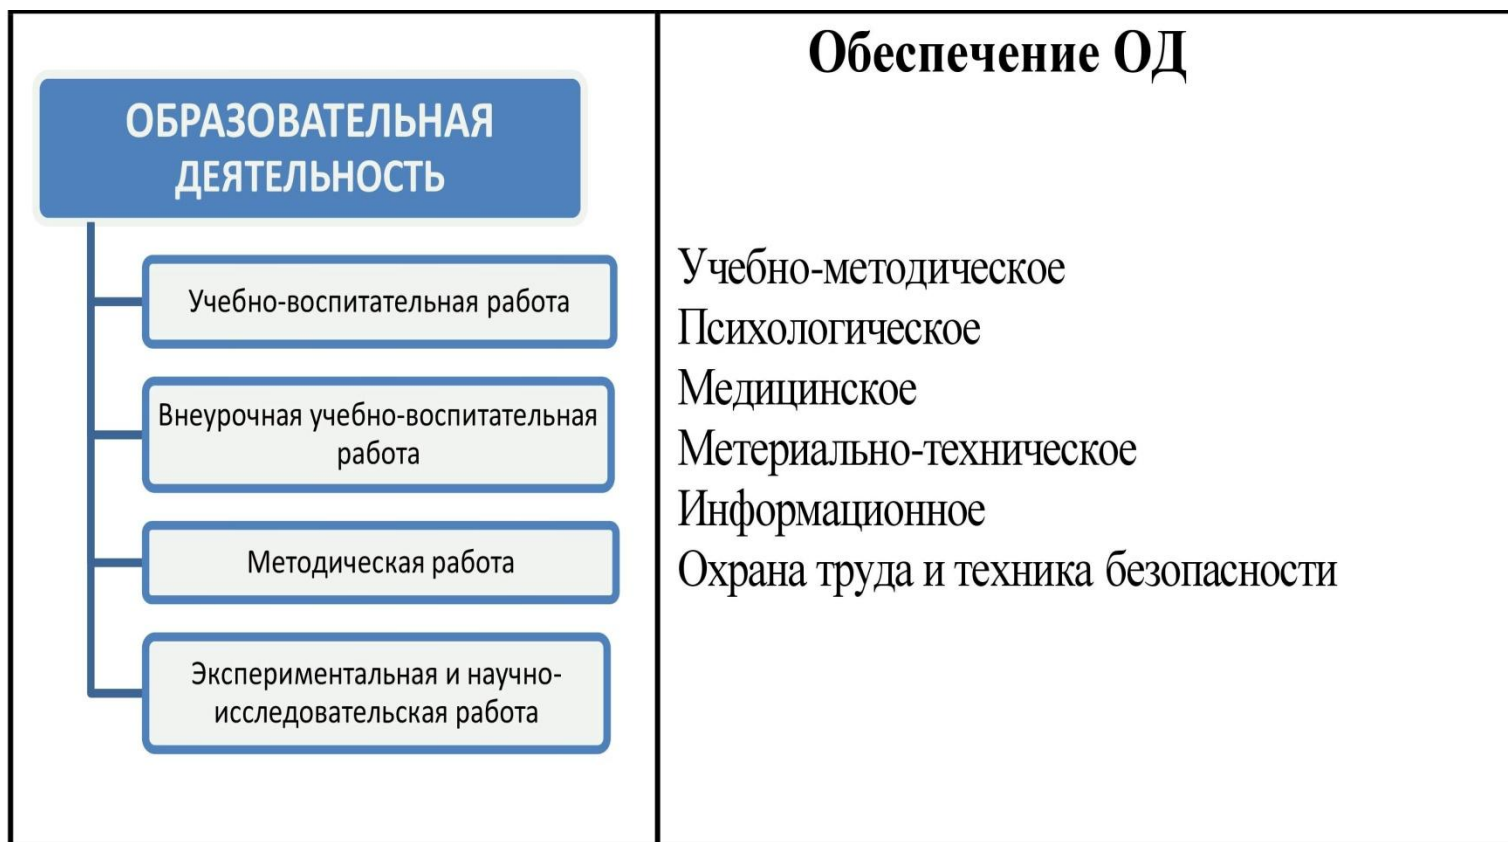 ОБРАЗОВАТЕЛЬНАЯ
ДЕЯТЕЛЬНОСТЬ
Учебно-воспитательная работа
Внеурочная учебно-воспитательная
работа
Методическая работа
Экспериментальная и научно-
исследовательская работа
Обеспечение ОД
Учебно-методическое
Психологическое
Медицинское
Метериально-техническое
Информационное
Охрана труда и техника безопасности